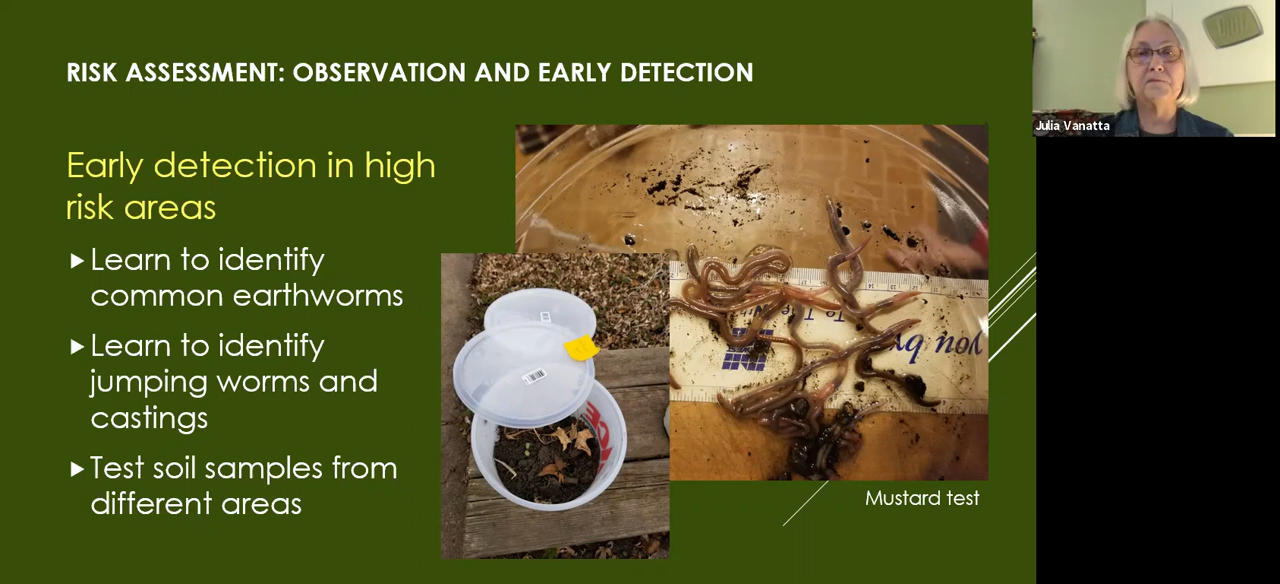 RISK ASSESSMENT: OBSERVATION AND EARLY DETECTION
Julia Vanatta
Early detection in high
risk areas
▶Learn to identify
common earthworms
▶Learn to identify
jumping worms and
castings
▶Test soil samples from
different areas
Mustard test